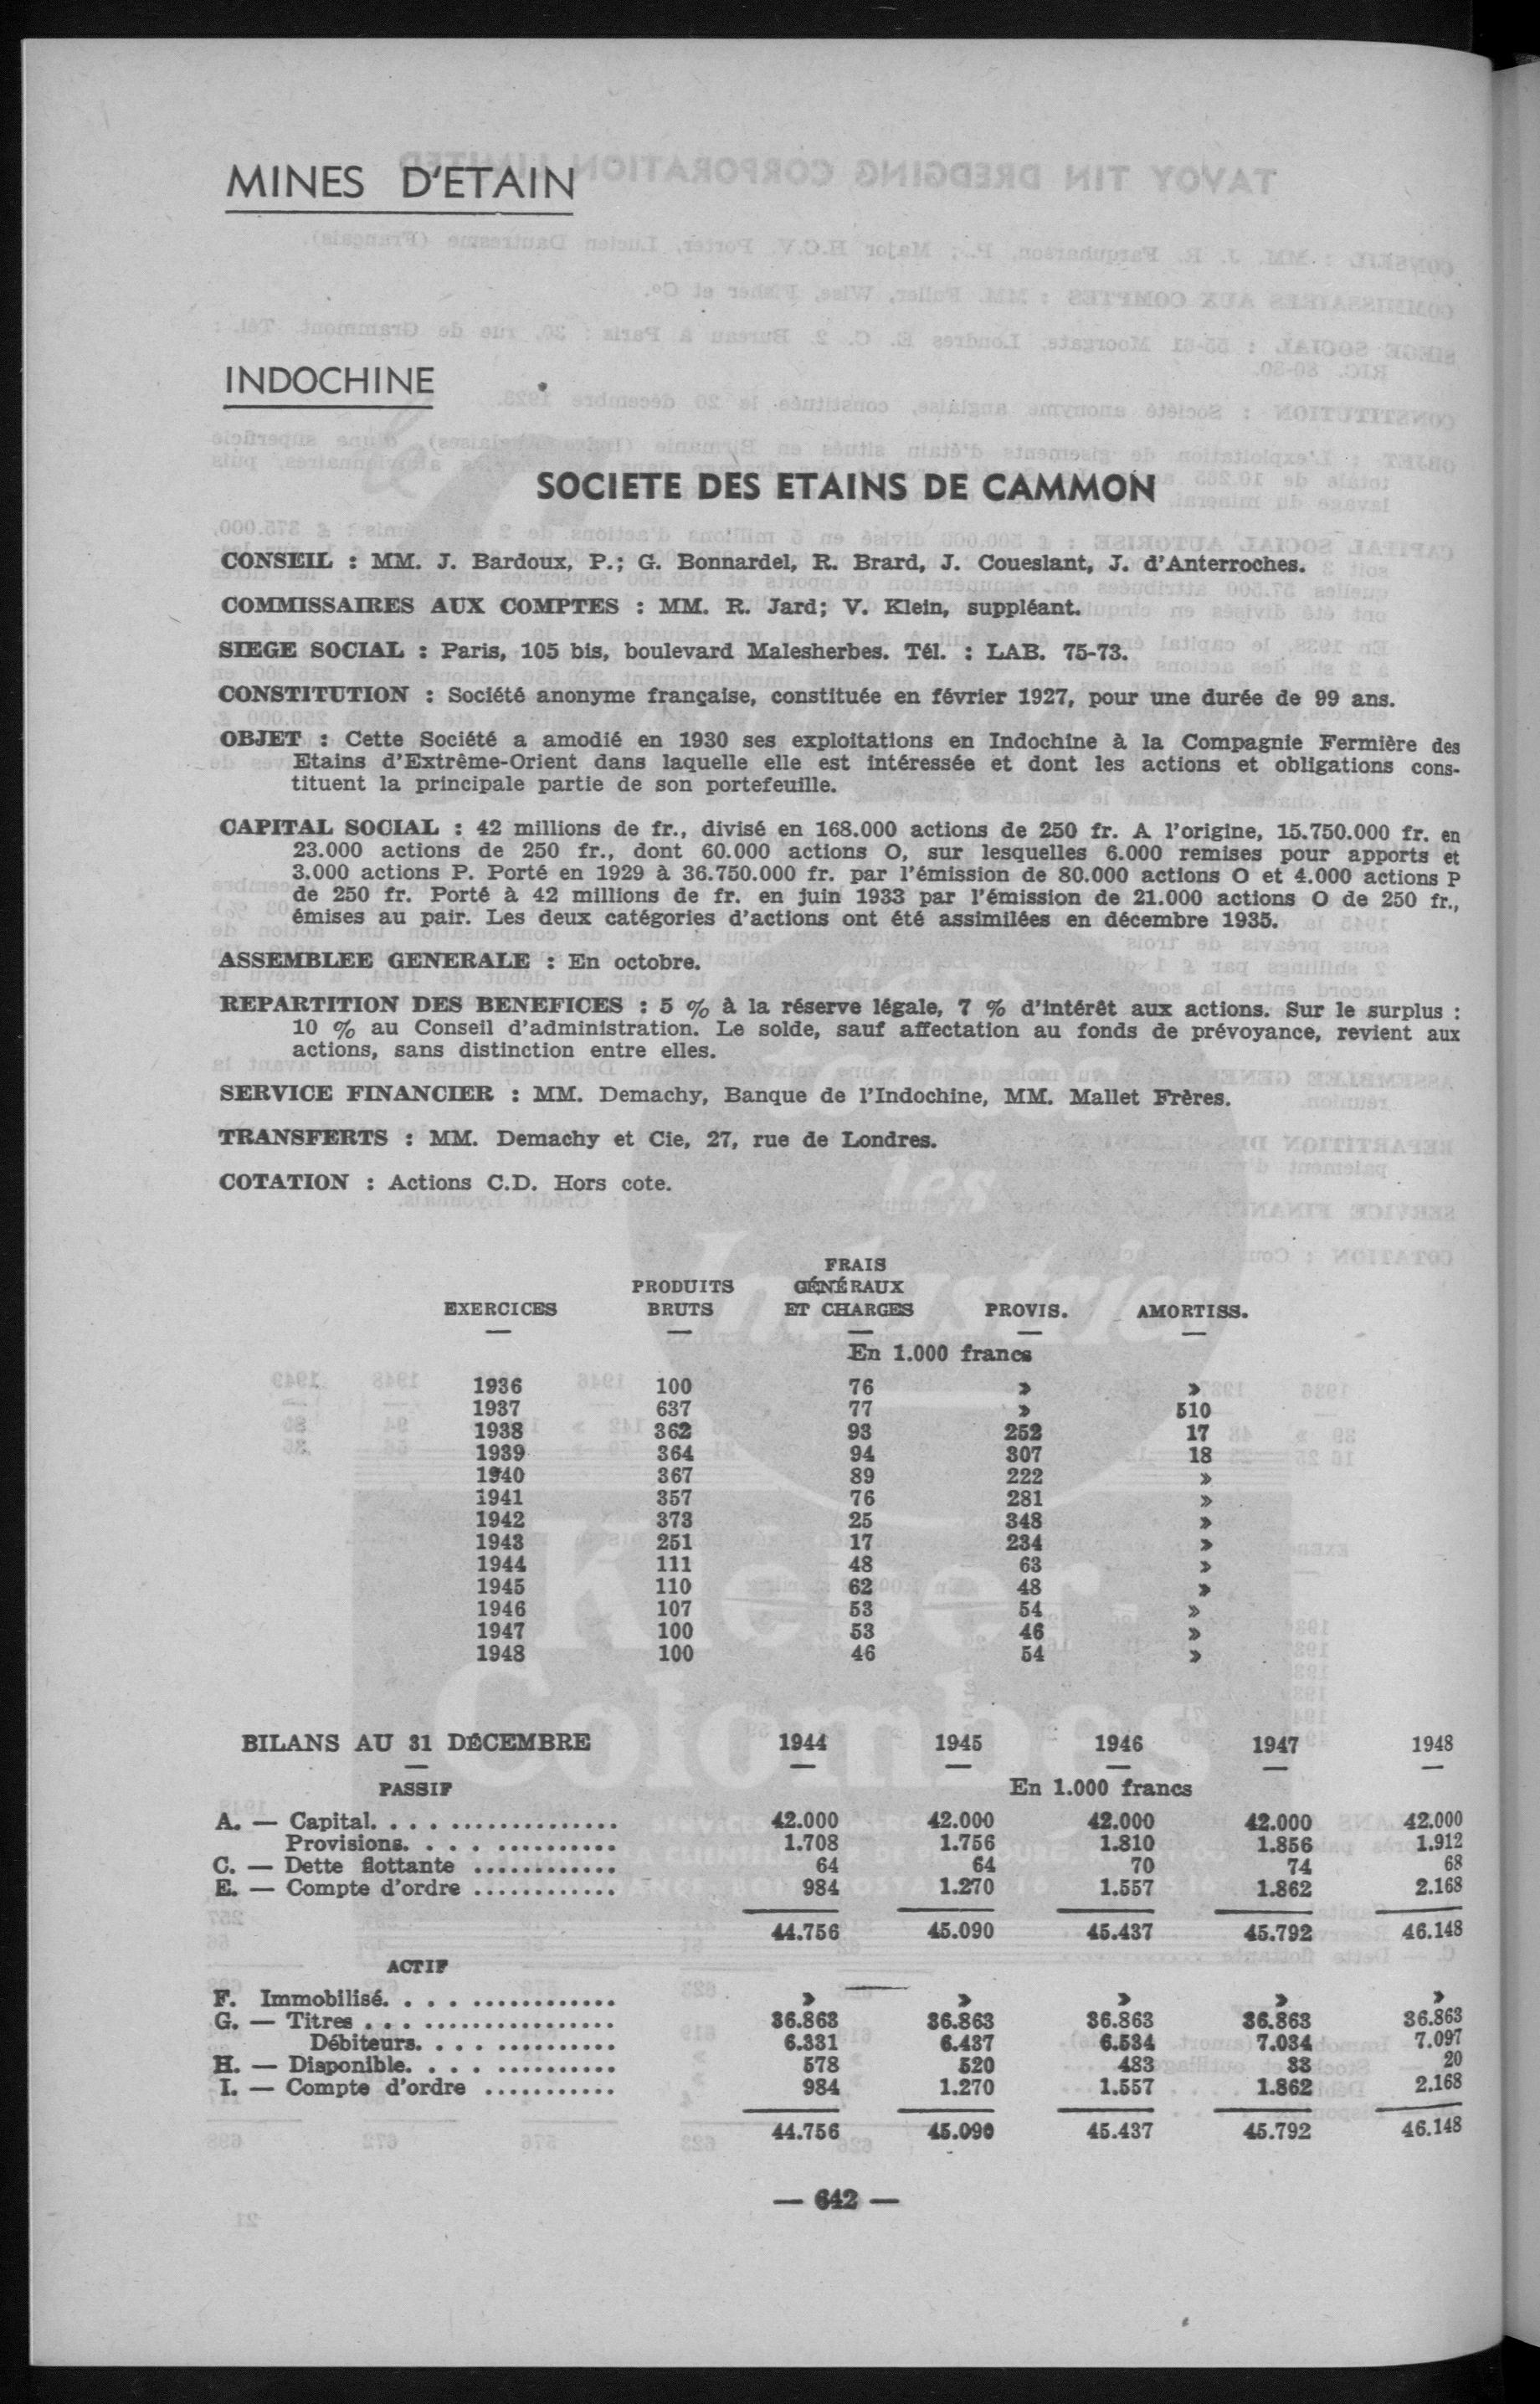 MINES D'ETAIN
INDOCHINE
SOCIETE DES ETAINS DE CAMMON
CONSEIL : MM. J. Bardoux, P.; G. Bonnardel, R. Brard, J. Coueslant, J. d'Anterroches.
COMMISSAIRES AUX COMPTES : MM. R. Jard; V. Klein, suppléant.
SIEGE SOCIAL : Paris, 105 bis, boulevard Malesherbes. Tél. : LAB. 75-73.
CONSTITUTION : Société anonyme française, constituée en février 1927, pour une durée de 99 ans.
OBJET : Cette Société a amodié en 1930 ses exploitations en Indochine à la Compagnie Fermière des
Etains d'Extrême-Orient dans laquelle elle est intéressée et dont les actions et obligations cons-
tituent la principale partie de son portefeuille.
CAPITAL SOCIAL : 42 millions de fr., divisé en 168.000 actions de 250 fr. A l'origine, 15.750.000 fr. en
23.000 actions de 250 fr., dont 60.000 actions O, sur lesquelles 6.000 remises pour apports et
3.000 actions P. Porté en 1929 à 36.750.000 fr. par l'émission de 80.000 actions O et 4.000 actions P
de 250 fr. Porté à 42 millions de fr. en juin 1933 par l'émission de 21.000 actions O de 250 fr.,
émises au pair. Les deux catégories d'actions ont été assimilées en décembre 1935.
ASSEMBLEE GENERALE : En octobre.
REPARTITION DES BENEFICES : 5 % à la réserve légale, 7 % d'intérêt aux actions. Sur le surplus :
10 % au Conseil d'administration. Le solde, sauf affectation au fonds de prévoyance, revient aux
actions, sans distinction entre elles.
SERVICE FINANCIER : MM. Demachy, Banque de l'Indochine, MM. Mallet Frères.
TRANSFERTS : MM. Demachy et Cie, 27, rue de Londres.
COTATION : Actions C.D. Hors cote.
FRAIS
PRODUITS GÉNÉRAUX
EXERCICES BRUTS ET CHARGES PROVIS. AMORTISS.
En 1.000 francs
1936 100 76 » »
1937 637 77 » 510
1938 362 93 252 17
1939 364 94 307 18
1940 367 89 222 »
1941 357 76 281 »
1942 373 25 348 »
1943 251 17 234 »
1944 111 48 63 »
1945 110 62 48 »
1946 107 53 54 »
1947 100 53 46 »
1948 100 46 54 »
BILANS AU 31 DÉCEMBRE 1944 1945 1946 1947 1948
PASSIF En 1.000 francs
A. — Capital. . . . ............... 42.000 42.000 42.000 42.000 42.000
Provisions. . . . ........... 1.708 1.756 1.810 1.856 1.912
C. — Dette flottante ............ 64 64 70 74 68
E. — Compte d'ordre ............ 984 1.270 1.557 1.862 2.168
44.756 45.090 45.437 45.792 46.148
ACTIF
F. Immobilisé. . . . ............. » » » » »
G. — Titres . . . ................. 36.863 36.863 36.863 36.863 36.863
Débiteurs. . . . ............ 6.331 6.437 6.534 7.034 7.097
H. — Disponible. . . . ............ 578 520 483 33 20
I. — Compte d'ordre ........... 984 1.270 1.557 1.862 2.168
44.756 45.090 45.437 45.792 46.148
— 642 —